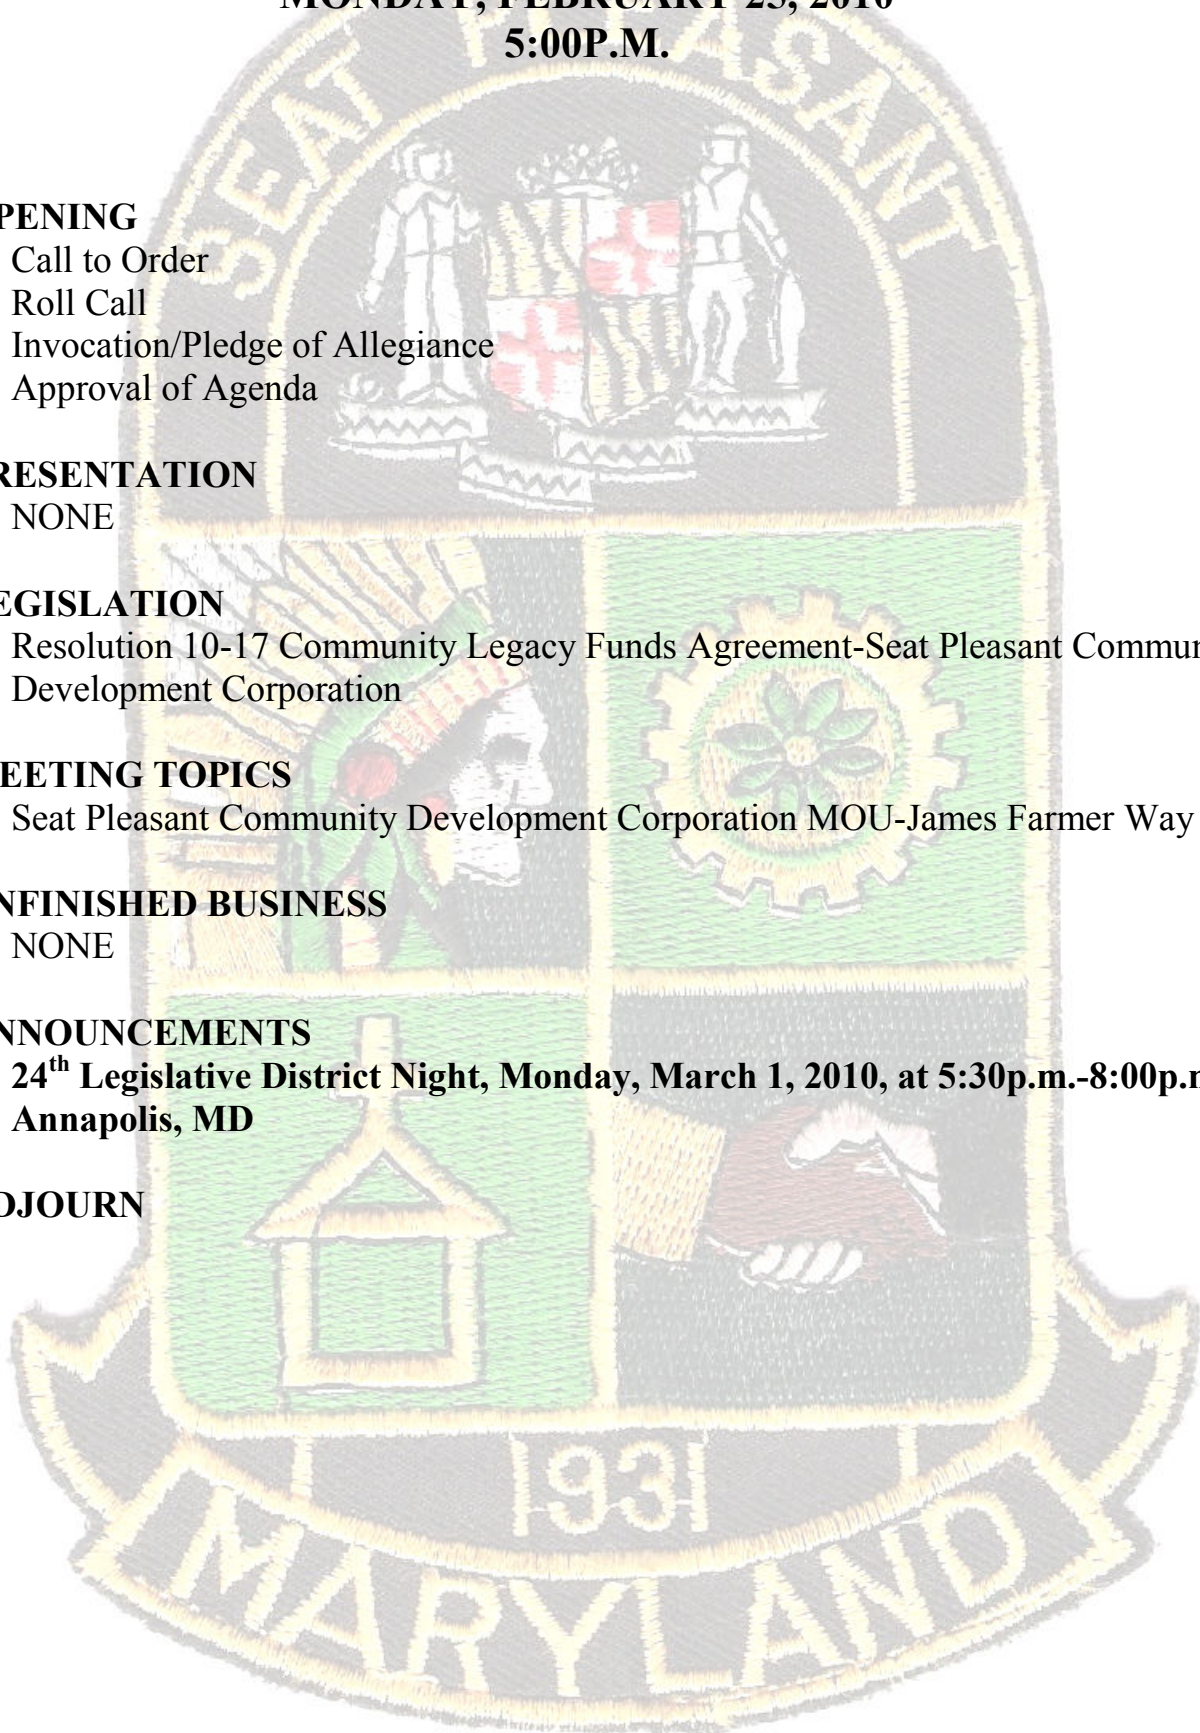 MONDAY, FEBRUARY 2010
5:00P.M.
SEAT PLEASANT
PENING
Call to Order
Roll Call
Invocation/Pledge of Allegiance
Approval of Agenda
RESENTATION
NONE
EGISLATION
Resolution 10-17 Community Legacy Funds Agreement-Seat Pleasant Commun
Development Corporation
EETING TOPICS
Seat Pleasant Community Development Corporation MOU-James Farmer Way
NFINISHED BUSINESS
NONE
NNOUNCEMENTS
24th Legislative District Night, Monday, March 1, 2010, at 5:30p.m.-8:00p.m
Annapolis, MD
DJOURN
1931
MARYLAND